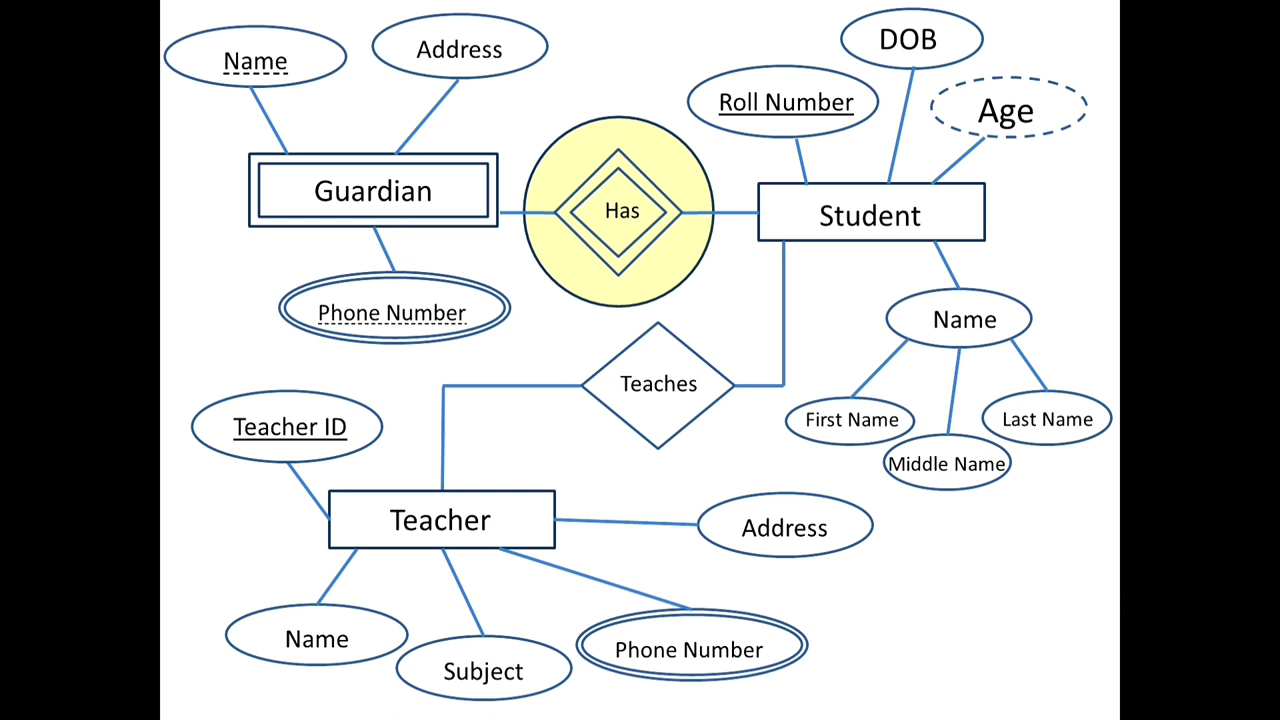 Name
Address
DOB
Roll Number
Age
Guardian
Has
Student
Phone Number
Name
Teaches
First Name
Last Name
Middle Name
Teacher ID
Teacher
Address
Name
Subject
Phone Number